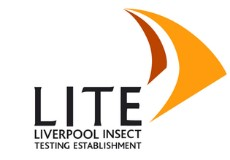 LITE
LIVERPOOL INSECT
TESTING ESTABLISHMENT